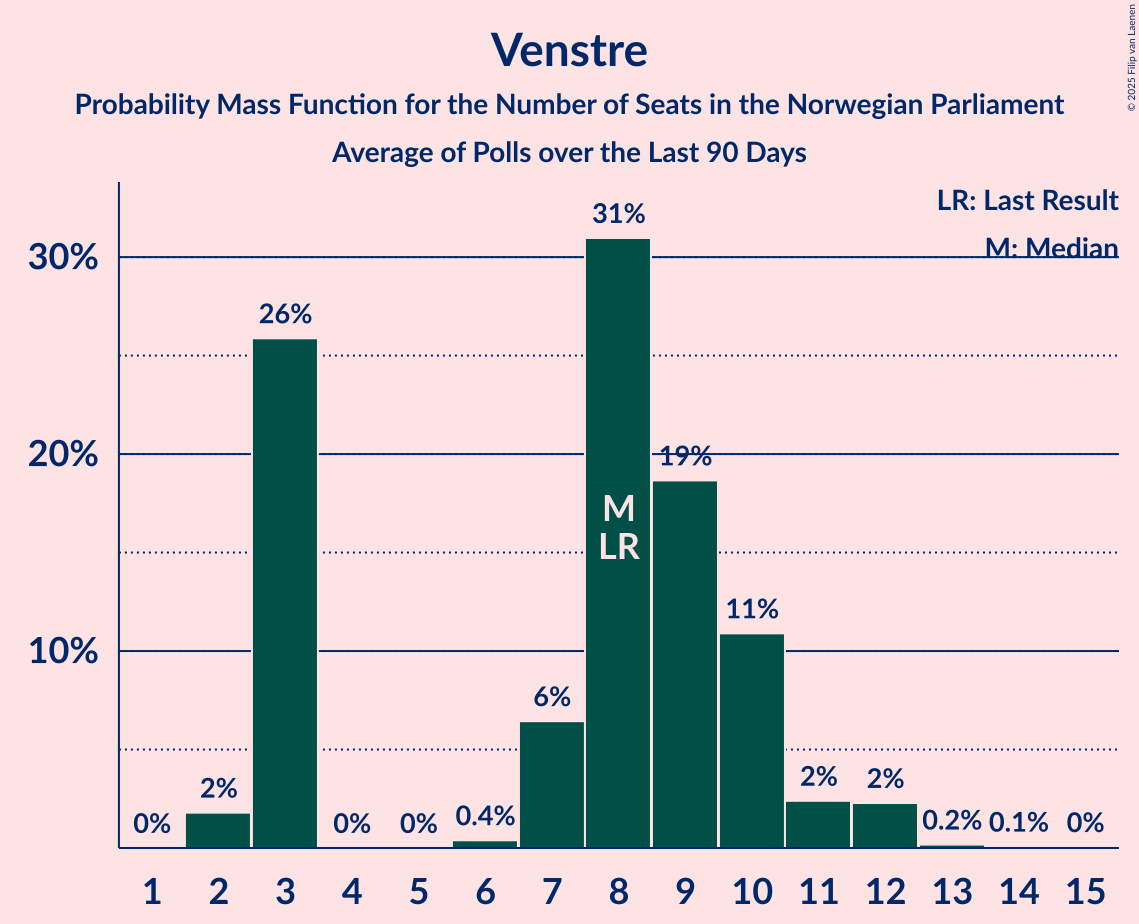 Venstre
Probability Mass Function for the Number of Seats in the Norwegian Parliament
Average of Polls over the Last 90 Days
© 2025 Filip van Laenen
LR: Last Result
M: Median
30%
20%
10%
0%
2%
26%
0%
0%
0.4%
6%
31%
19%
11%
2%
2%
0.2%
0.1%
0%
M
LR
1 2 3 4 5 6 7 8 9 10 11 12 13 14 15